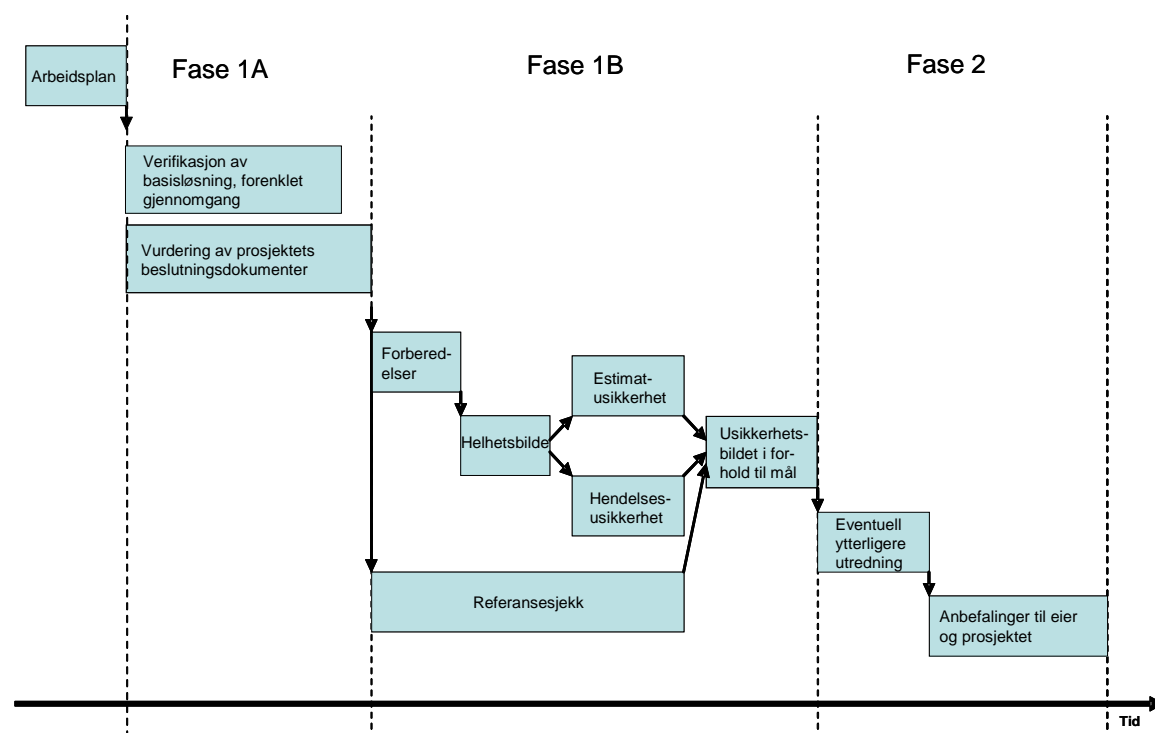 Fase 1A
Fase 1B
Fase 2
Arbeidsplan
Verifikasjon av
basisløsning, forenklet
gjennomgang
Vurdering av prosjektets
beslutningsdokumenter
Forbered-
elser
Helhetsbilde
Estimat-
usikkerhet
Hendelses-
usikkerhet
Usikkerhets-
bildet i for-
hold til mål
Referansesjekk
Eventuell
ytterligere
utredning
Anbefalinger til eier
og prosjektet
Tid